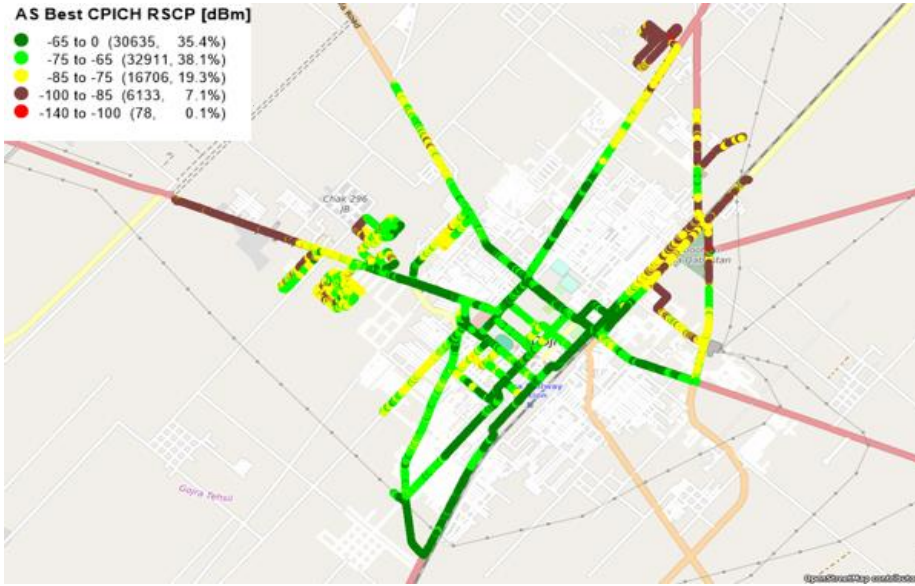 AS Best CPICH RSCP [dBm]
-65 to 0 (30635, 35.4%)
-75 to -65 (32911, 38.1%)
-85 to -75 (16706, 19.3%)
-100 to -85 (6133, 7.1%)
-140 to -100 (78, 0.1%)
Chak 296
JB
Gojra Tehsil
OpenStreetMap contributo